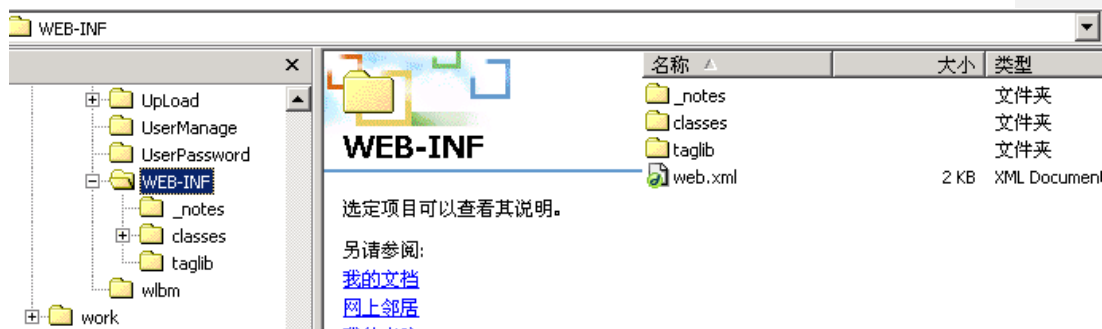 WEB-INF
名称 大小 类型
UpLoad
UserManage
UserPassword
WEB-INF
_notes
classes
taglib
wlbm
work
WEB-INF
选定项目可以查看其说明。
另请参阅:
我的文档
网上邻居
_notes 文件夹
classes 文件夹
taglib 文件夹
web.xml 2 KB XML Document